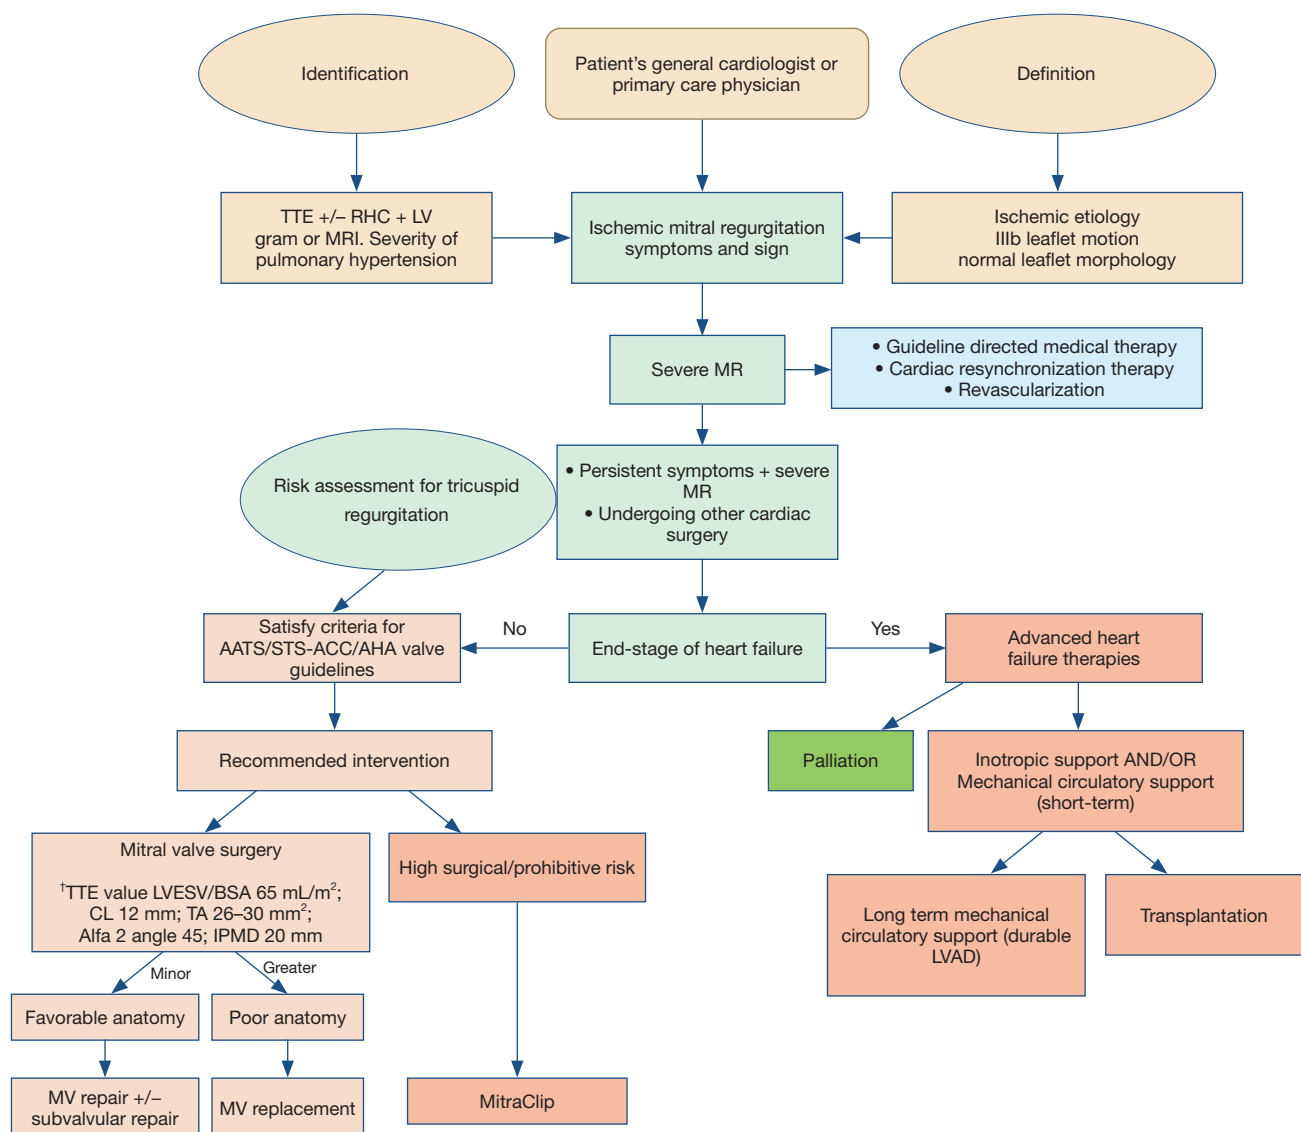 Identification
Patient's general cardiologist or
primary care physician
Definition
TTE +/– RHC + LV
gram or MRI. Severity of
pulmonary hypertension
Ischemic mitral regurgitation
symptoms and sign
Ischemic etiology
IIIb leaflet motion
normal leaflet morphology
Severe MR
• Guideline directed medical therapy
• Cardiac resynchronization therapy
• Revascularization
Risk assessment for tricuspid
regurgitation
• Persistent symptoms + severe
MR
• Undergoing other cardiac
surgery
Satisfy criteria for
AATS/STS-ACC/AHA valve
guidelines
No
End-stage of heart failure
Yes
Advanced heart
failure therapies
Recommended intervention
Palliation
Inotropic support AND/OR
Mechanical circulatory support
(short-term)
Mitral valve surgery
†TTE value LVESV/BSA 65 mL/m²;
CL 12 mm; TA 26–30 mm²;
Alfa 2 angle 45; IPMD 20 mm
High surgical/prohibitive risk
Long term mechanical
circulatory support (durable
LVAD)
Transplantation
Minor
Greater
Favorable anatomy
Poor anatomy
MV repair +/–
subvalvular repair
MV replacement
MitraClip